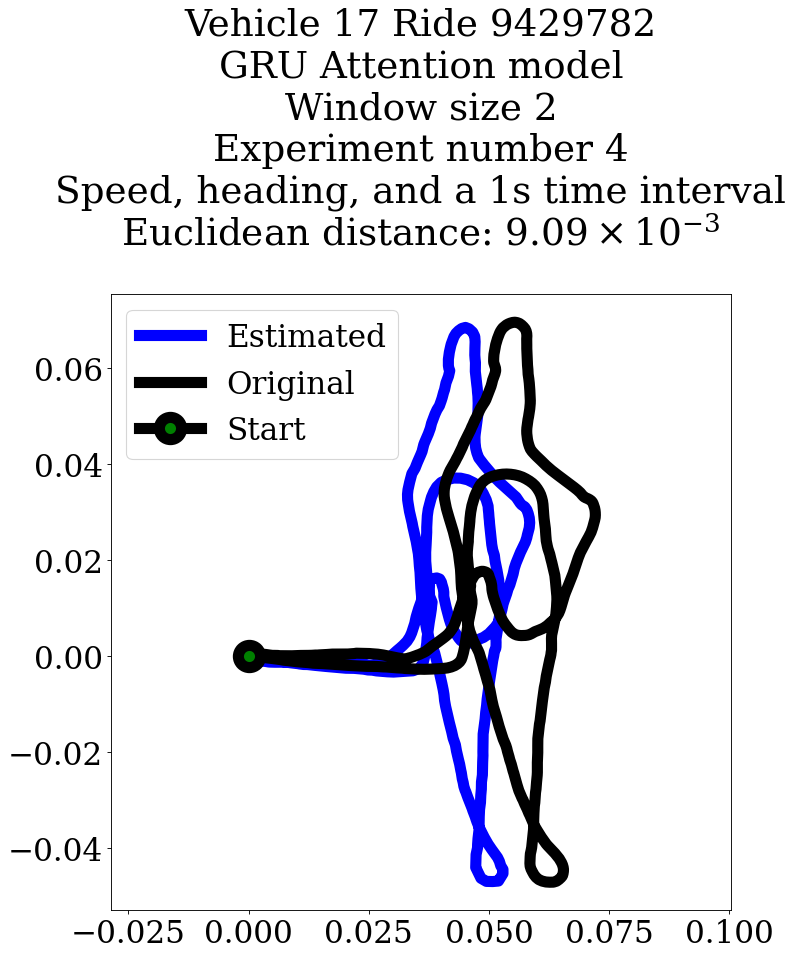 Vehicle 17 Ride 9429782
GRU Attention model
Window size 2
Experiment number 4
Speed, heading, and a 1s time interval
Euclidean distance: 9.09 × 10⁻³
Estimated
Original
Start
0.06
0.04
0.02
0.00
−0.02
−0.04
−0.025 0.000 0.025 0.050 0.075 0.100